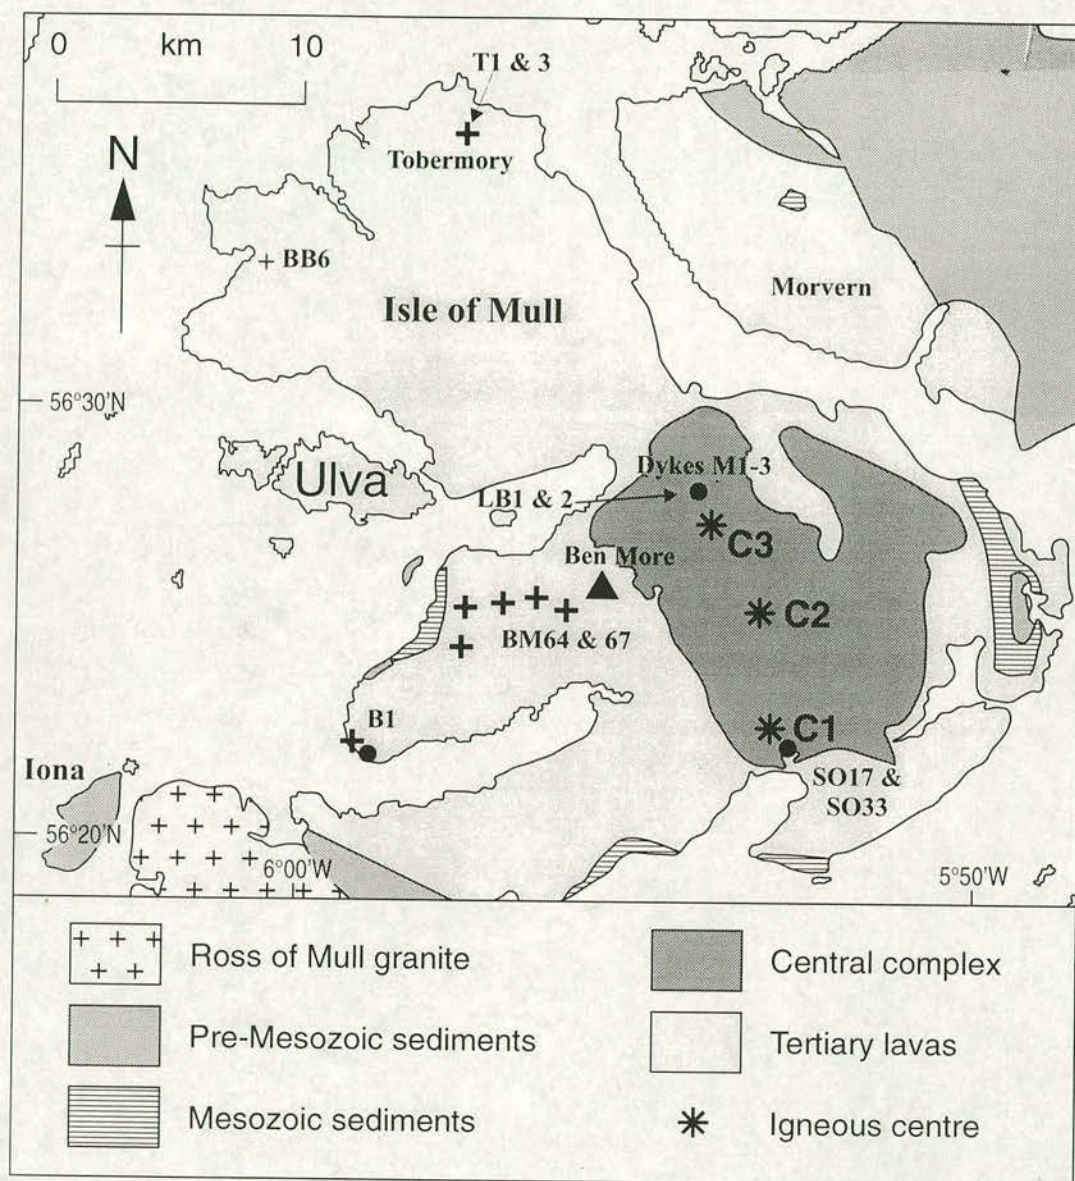 0 km 10
T1 & 3
N
Tobermory
BB6
Isle of Mull
Morvern
56°30'N
Ulva
Dykes M1-3
LB1 & 2
C3
Ben More
C2
BM64 & 67
B1
C1
Iona
SO17 &
SO33
56°20'N
6°00'W
5°50'W
Ross of Mull granite
Central complex
Pre-Mesozoic sediments
Tertiary lavas
Mesozoic sediments
Igneous centre